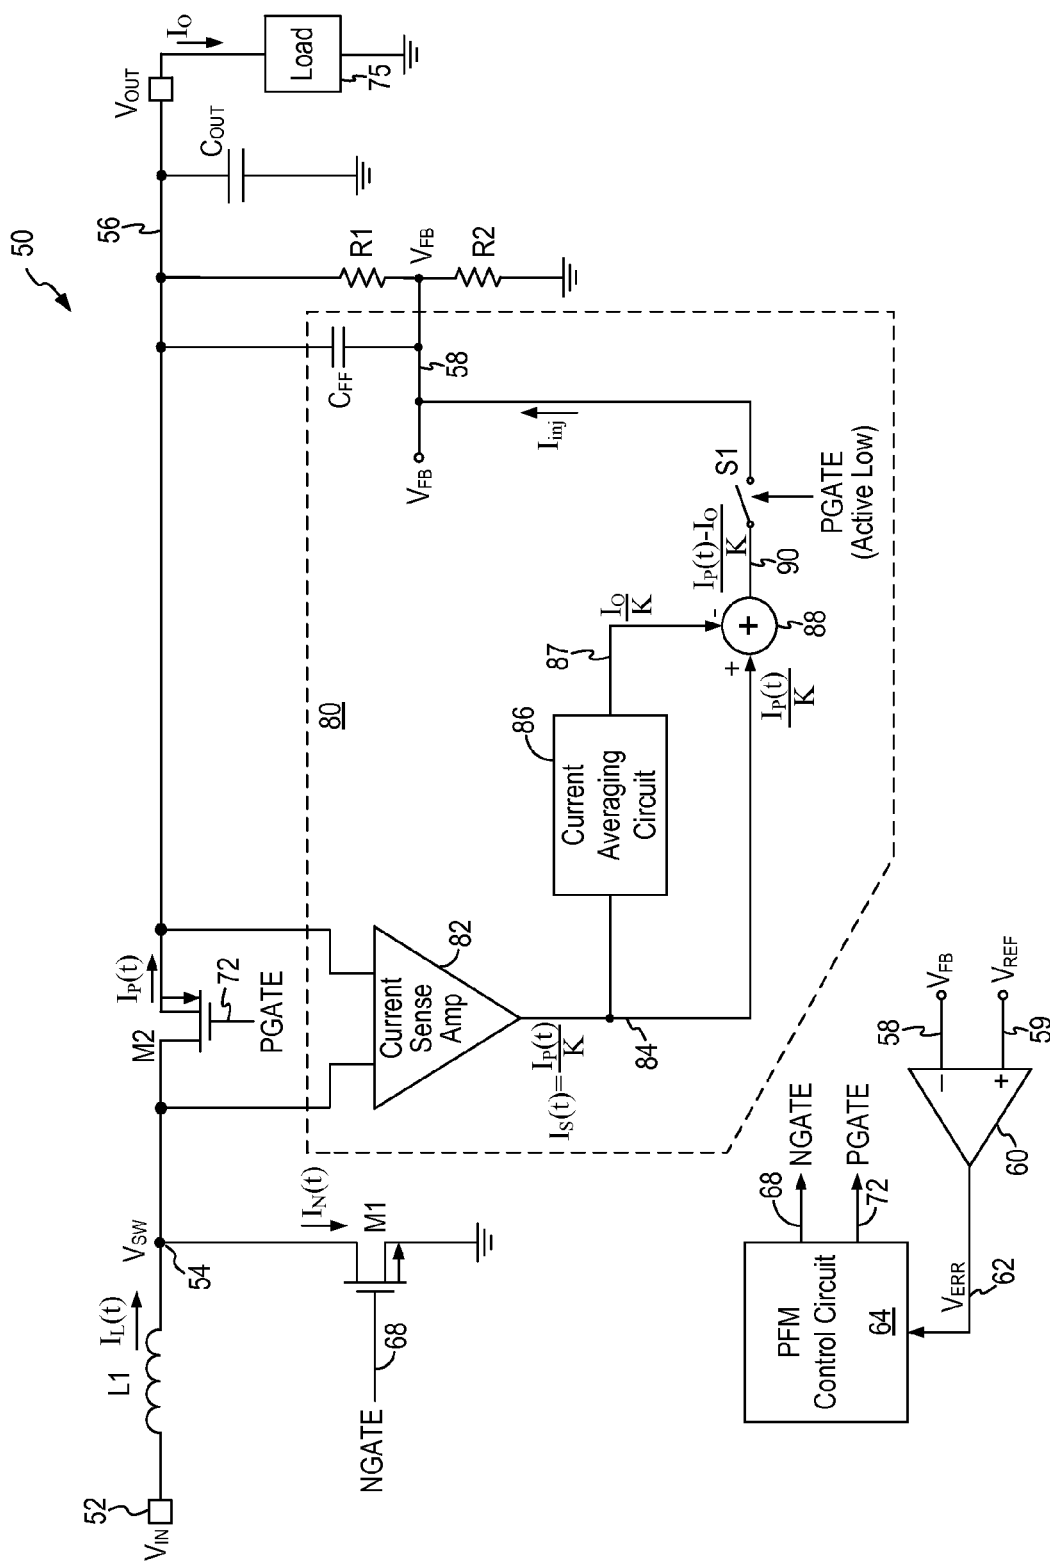 50
V_IN
52
L1
I_L(t)
V_SW
54
M2
I_P(t)
72
PGATE
56
V_OUT
I_O
Load
75
C_OUT
R1
V_FB
R2
I_N(t)
M1
68
NGATE
80
Current
Sense
Amp
82
I_S(t)=I_P(t)/K
84
Current
Averaging
Circuit
86
87
I_O/K
+
-
+
88
I_P(t)/K
I_P(t)-I_O/K
90
S1
PGATE
(Active Low)
I_inj
V_FB
C_FF
58
PFM
Control Circuit
64
68
NGATE
72
PGATE
V_ERR
62
60
−
+
58
V_FB
59
V_REF